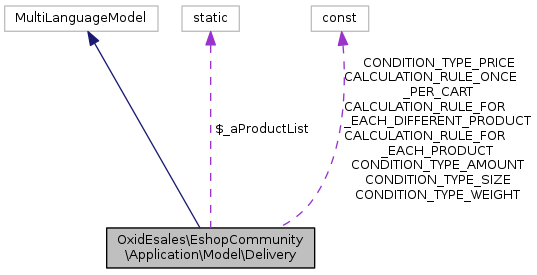 MultiLanguageModel
static
const
CONDITION_TYPE_PRICE
CALCULATION_RULE_ONCE
_PER_CART
CALCULATION_RULE_FOR
_EACH_DIFFERENT_PRODUCT
CALCULATION_RULE_FOR
_EACH_PRODUCT
CONDITION_TYPE_AMOUNT
CONDITION_TYPE_SIZE
CONDITION_TYPE_WEIGHT
$_aProductList
OxidEsales\EshopCommunity
\Application\Model\Delivery